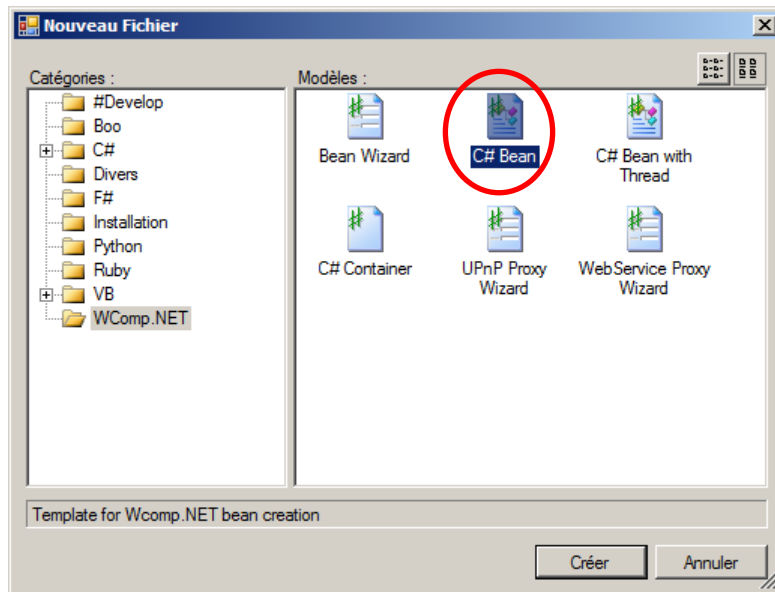 Nouveau Fichier
Catégories :
Modèles :
#Develop
Boo
C#
Divers
F#
Installation
Python
Ruby
VB
WComp.NET
Bean Wizard
C# Bean
C# Bean with
Thread
C# Container
UPnP Proxy
Wizard
WebService Proxy
Wizard
Template for Wcomp.NET bean creation
Créer
Annuler